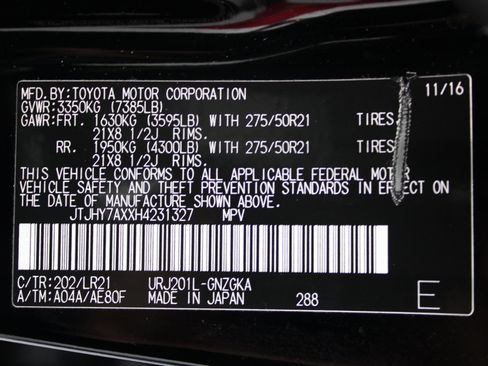 MFD. BY: TOYOTA MOTOR CORPORATION 11/16
GVWR: 3350KG (7385LB)
GAWR: FRT. 1630KG (3595LB) WITH 275/50R21 TIRES
21X8 1/2J RIMS.
RR. 1950KG (4300LB) WITH 275/50R21 TIRES
21X8 1/2J RIMS.
THIS VEHICLE CONFORMS TO ALL APPLICABLE FEDERAL MOTOR
VEHICLE SAFETY AND THEFT PREVENTION STANDARDS IN EFFECT ON
THE DATE OF MANUFACTURE SHOWN ABOVE.
JTJHY7AXXH4231327 MPV
C/TR: 202/LR21 URJ201L-GNZGKA
A/TM: A04A/AE80F MADE IN JAPAN 288 E